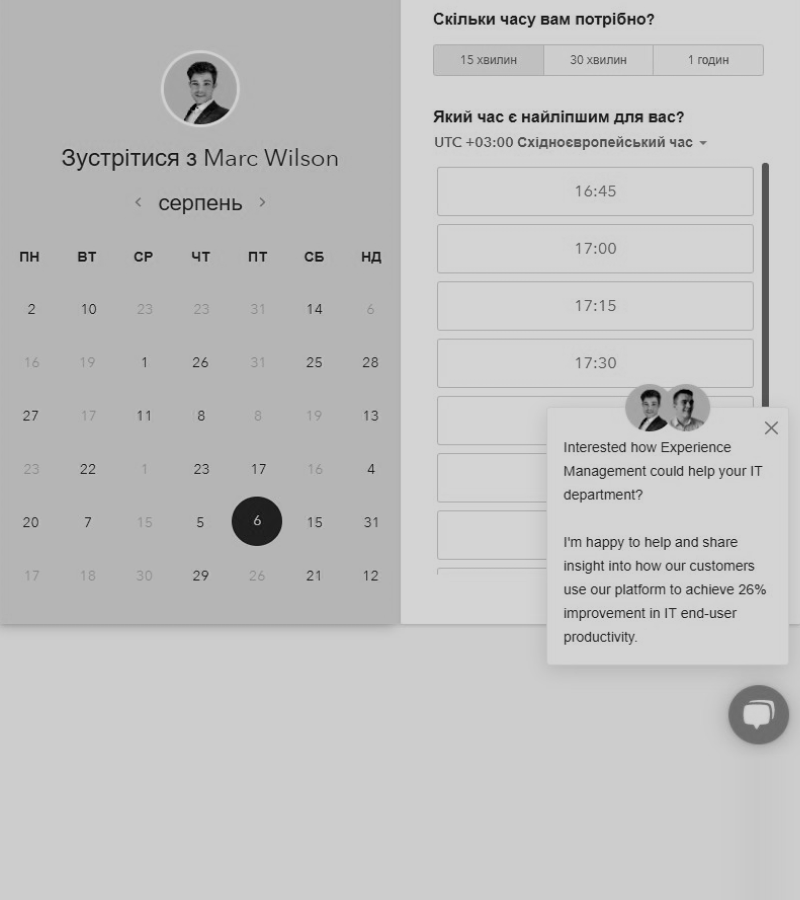 Зустрітися з Marc Wilson
серпень
ПН ВТ СР ЧТ ПТ СБ НД
2 10 23 23 31 14 6
16 19 1 26 31 25 28
27 17 11 8 8 19 13
23 22 1 23 17 16 4
20 7 15 5 6 15 31
17 18 30 29 26 21 12
Скільки часу вам потрібно?
15 хвилин 30 хвилин 1 годин
Який час є найліпшим для вас?
UTC +03:00 Східноєвропейський час
16:45
17:00
17:15
17:30
Interested how Experience
Management could help your IT
department?
I'm happy to help and share
insight into how our customers
use our platform to achieve 26%
improvement in IT end-user
productivity.